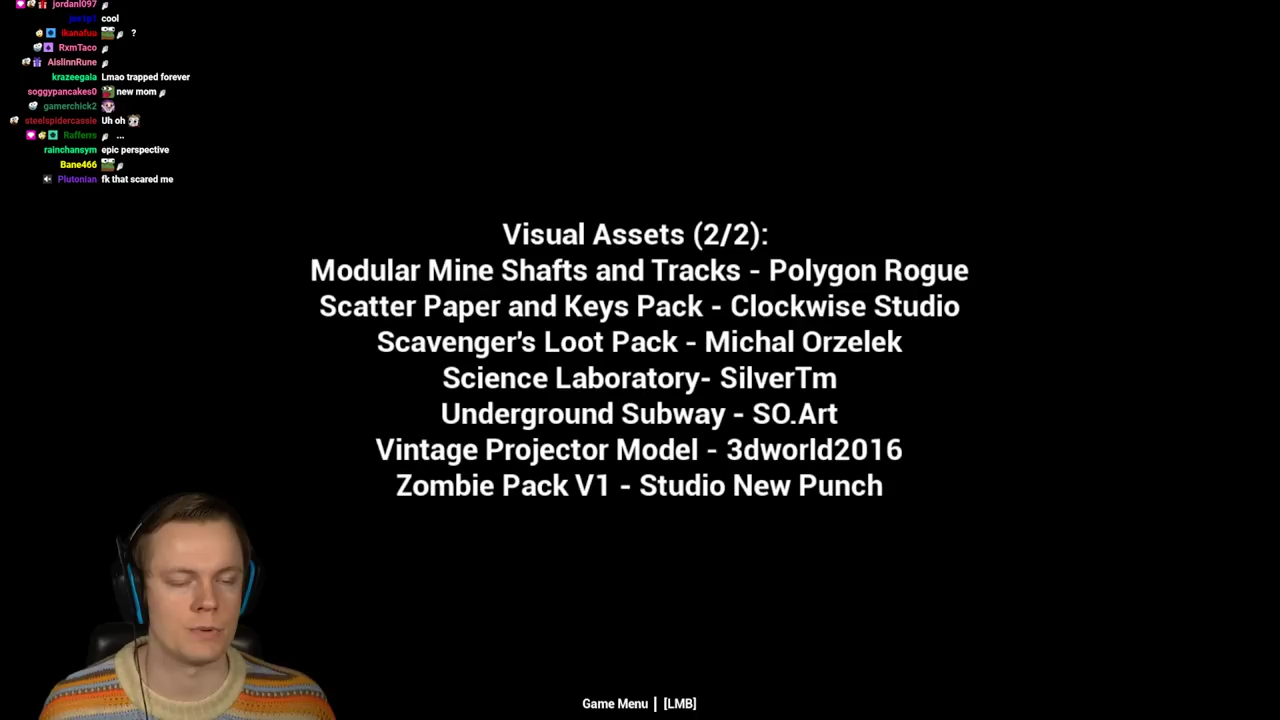 jordanl097
cool
ikanafuu ?
RxmTaco
AislinnRune
krazeegala Lmao trapped forever
soggypancakes0 new mom
gamerchick2
steelspidercassie Uh oh
Rafferrs ...
rainchansym epic perspective
Bane466
Plutonian fk that scared me
Visual Assets (2/2):
Modular Mine Shafts and Tracks - Polygon Rogue
Scatter Paper and Keys Pack - Clockwise Studio
Scavenger's Loot Pack - Michal Orzelek
Science Laboratory- SilverTm
Underground Subway - SO.Art
Vintage Projector Model - 3dworld2016
Zombie Pack V1 - Studio New Punch
Game Menu | [LMB]